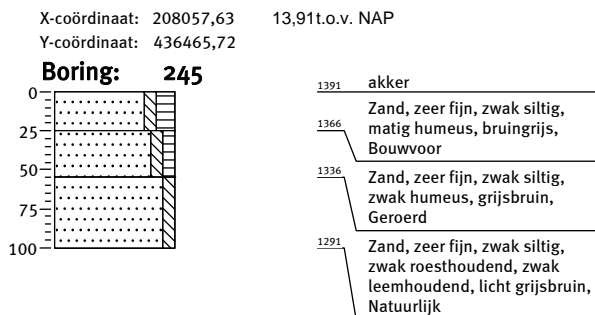 X-coördinaat: 208057,63 13,91t.o.v. NAP
Y-coördinaat: 436465,72
Boring: 245
0
25
50
75
100
1391 akker
Zand, zeer fijn, zwak siltig,
1366 matig humeus, bruingrijs,
Bouwvoor
1336 Zand, zeer fijn, zwak siltig,
zwak humeus, grijsbruin,
Geroerd
1291 Zand, zeer fijn, zwak siltig,
zwak roesthoudend, zwak
leemhoudend, licht grijsbruin,
Natuurlijk